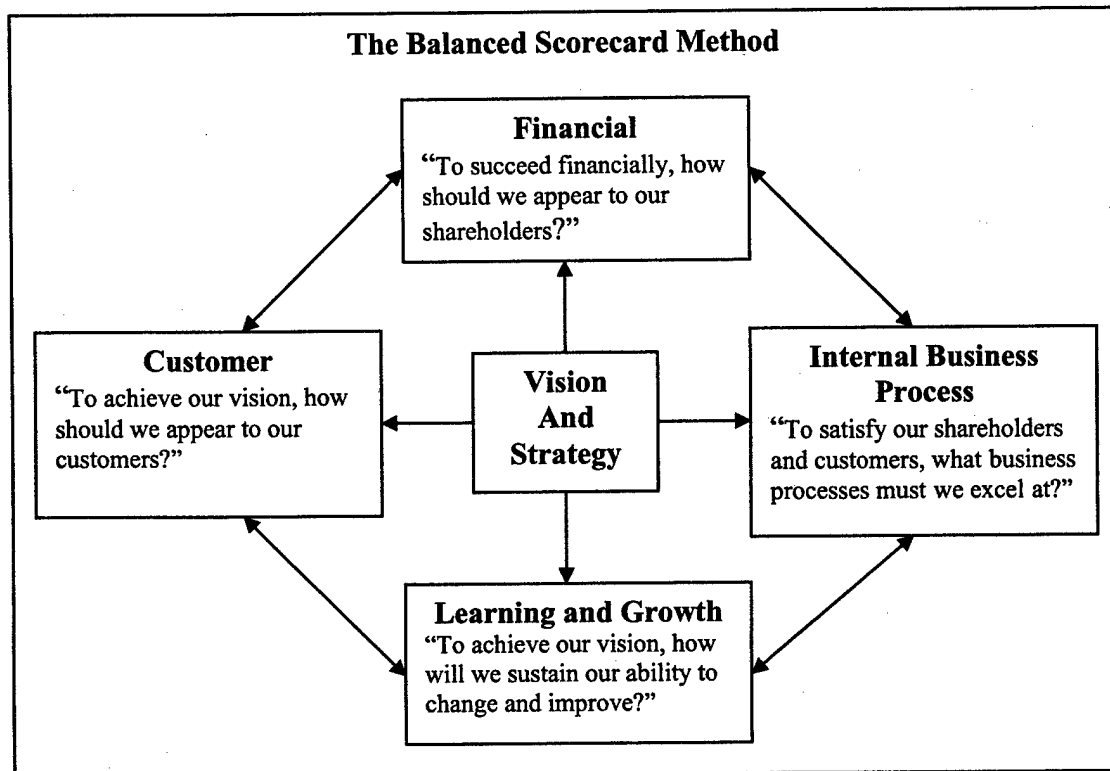 The Balanced Scorecard Method
Financial
“To succeed financially, how
should we appear to our
shareholders?”
Customer
“To achieve our vision, how
should we appear to our
customers?”
Vision
And
Strategy
Internal Business
Process
“To satisfy our shareholders
and customers, what business
processes must we excel at?”
Learning and Growth
“To achieve our vision, how
will we sustain our ability to
change and improve?”